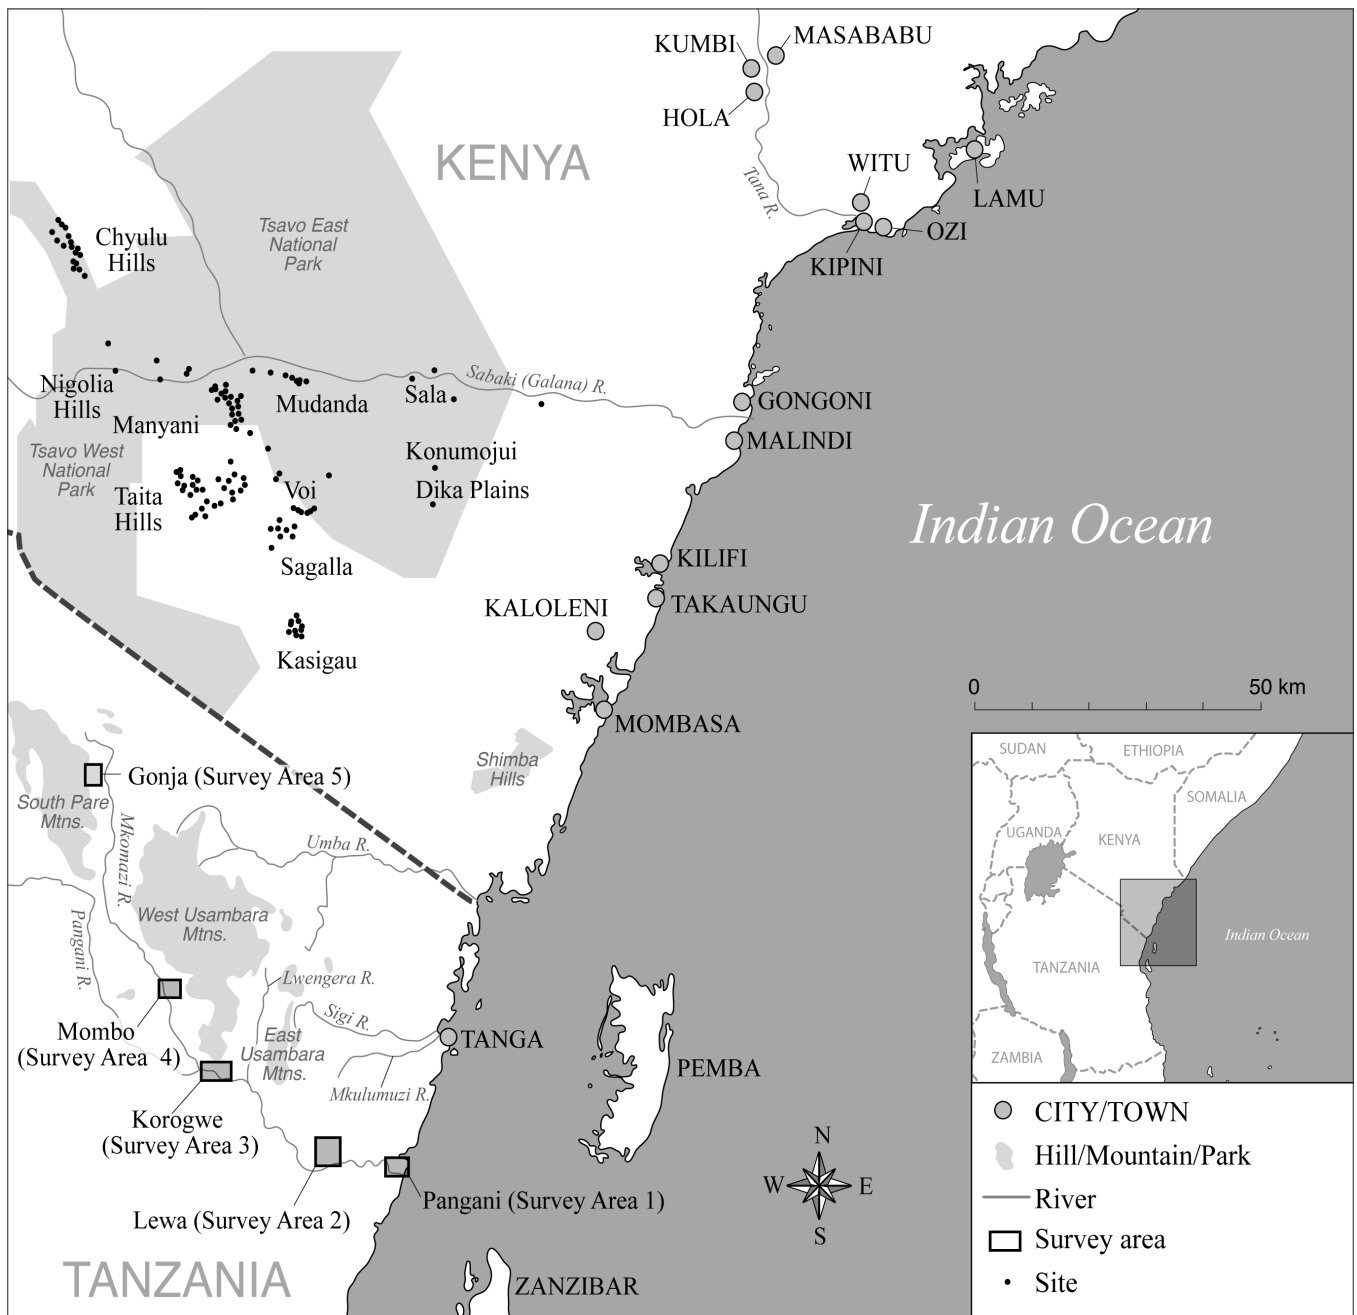 KUMBI
MASABABU
HOLA
KENYA
WITU
Tana R.
LAMU
OZI
KIPINI
Tsavo East
National
Park
Chyulu
Hills
Nigolia
Hills
Manyani
Mudanda
Sala
Sabaki (Galana) R.
GONGONI
MALINDI
Tsavo West
National
Park
Taita
Hills
Voi
Konumojui
Dika Plains
Sagalla
Indian Ocean
KILIFI
TAKAUNGU
KALOLENI
Kasigau
MOMBASA
Shimba
Hills
0 50 km
Gonja (Survey Area 5)
South Pare
Mtns.
Mkomazi R.
Umba R.
West Usambara
Mtns.
Pangani R.
Lwengera R.
Sigi R.
East
Usambara
Mtns.
Mkulumuzi R.
TANGA
PEMBA
Mombo
(Survey Area 4)
Korogwe
(Survey Area 3)
Lewa (Survey Area 2)
Pangani (Survey Area 1)
TANZANIA
ZANZIBAR
N
W E
S
SUDAN
ETHIOPIA
SOMALIA
UGANDA
KENYA
Indian Ocean
TANZANIA
ZAMBIA
CITY/TOWN
Hill/Mountain/Park
River
Survey area
Site